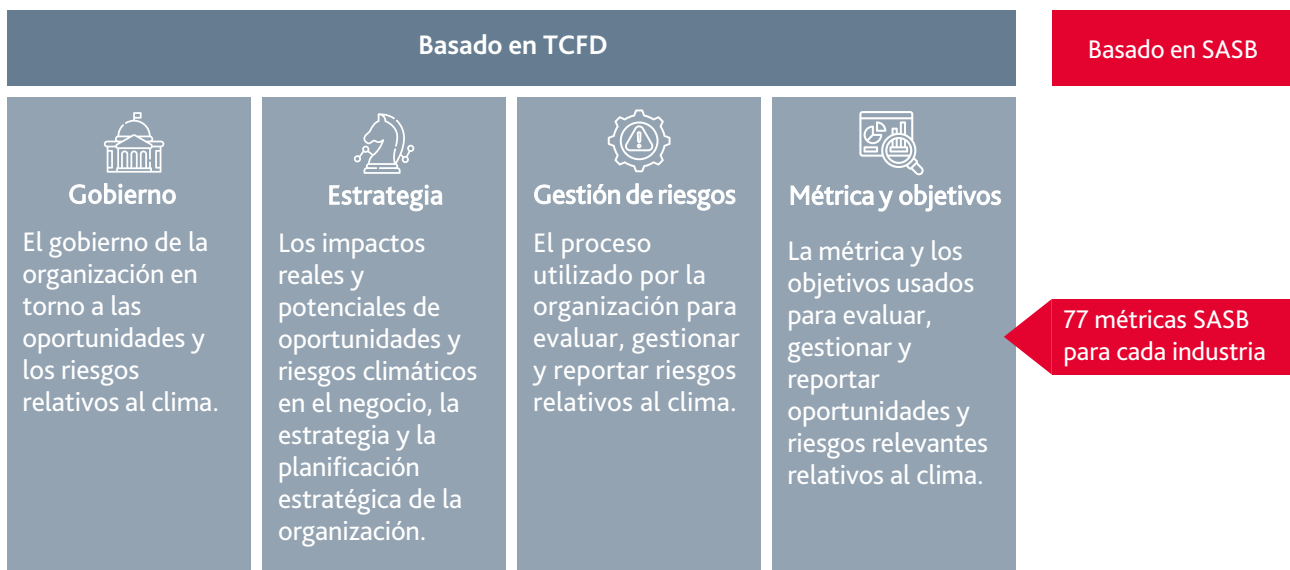 Basado en TCFD
Basado en SASB
Gobierno
El gobierno de la
organización en
torno a las
oportunidades y
los riesgos
relativos al clima.
Estrategia
Los impactos
reales y
potenciales de
oportunidades y
riesgos climáticos
en el negocio, la
estrategia y la
planificación
estratégica de la
organización.
Gestión de riesgos
El proceso
utilizado por la
organización para
evaluar, gestionar
y reportar riesgos
relativos al clima.
Métrica y objetivos
La métrica y los
objetivos usados
para evaluar,
gestionar y
reportar
oportunidades y
riesgos relevantes
relativos al clima.
77 métricas SASB
para cada industria